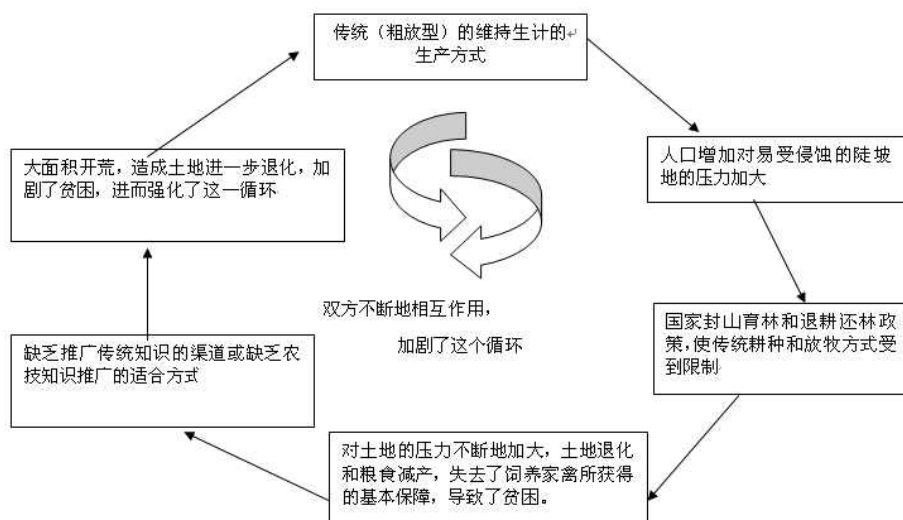 传统（粗放型）的维持生计的
生产方式
人口增加对易受侵蚀的陡坡
地的压力加大
国家封山育林和退耕还林政
策，使传统耕种和放牧方式受
到限制
对土地的压力不断地加大，土地退化
和粮食减产，失去了饲养家禽所获得
的基本保障，导致了贫困。
缺乏推广传统知识的渠道或缺乏农
技知识推广的适合方式
大面积开荒，造成土地进一步退化，加
剧了贫困，进而强化了这一循环
双方不断地相互作用，
加剧了这个循环